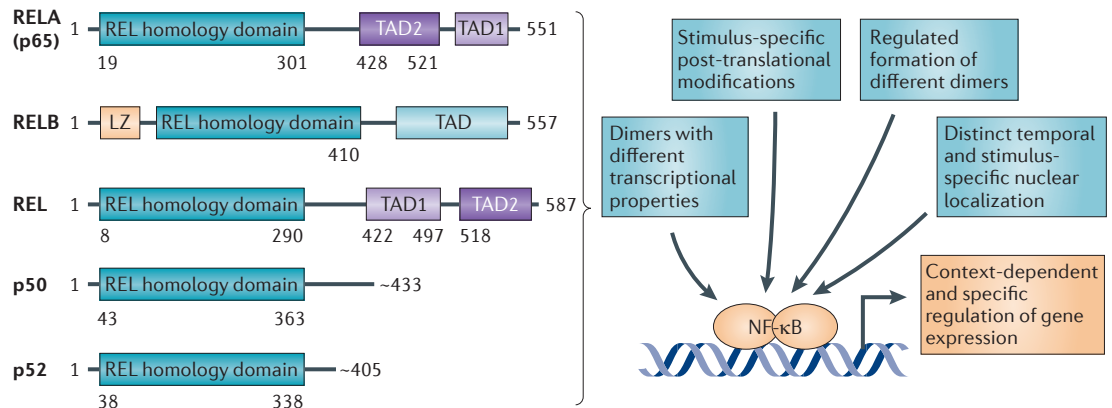 RELA
(p65)
1
REL homology domain
TAD2
TAD1
551
19
301
428
521
RELB
1
LZ
REL homology domain
TAD
557
410
REL
1
REL homology domain
TAD1
TAD2
587
8
290
422
497
518
p50
1
REL homology domain
~433
43
363
p52
1
REL homology domain
~405
38
338
Stimulus-specific
post-translational
modifications
Regulated
formation of
different dimers
Dimers with
different
transcriptional
properties
Distinct temporal
and stimulus-
specific nuclear
localization
Context-dependent
and specific
regulation of gene
expression
NF-κB